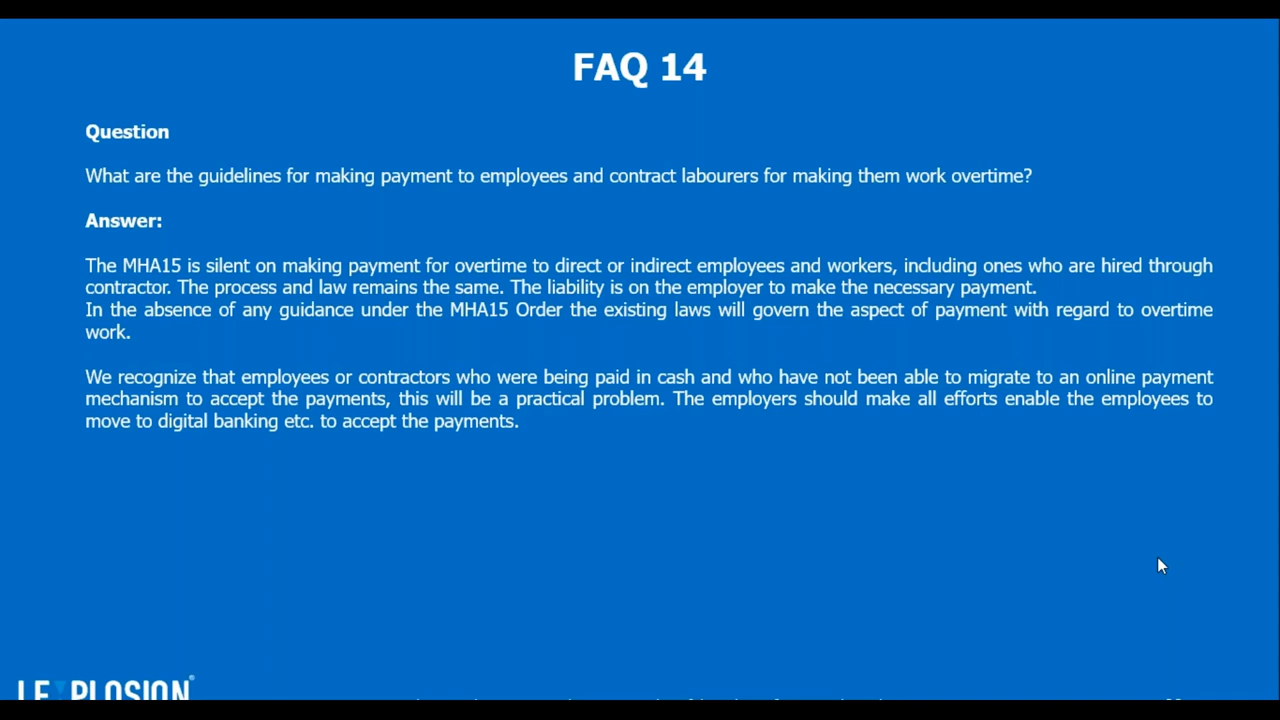 FAQ 14
Question
What are the guidelines for making payment to employees and contract labourers for making them work overtime?
Answer:
The MHA15 is silent on making payment for overtime to direct or indirect employees and workers, including ones who are hired through
contractor. The process and law remains the same. The liability is on the employer to make the necessary payment.
In the absence of any guidance under the MHA15 Order the existing laws will govern the aspect of payment with regard to overtime
work.
We recognize that employees or contractors who were being paid in cash and who have not been able to migrate to an online payment
mechanism to accept the payments, this will be a practical problem. The employers should make all efforts enable the employees to
move to digital banking etc. to accept the payments.
LEXPLOSION